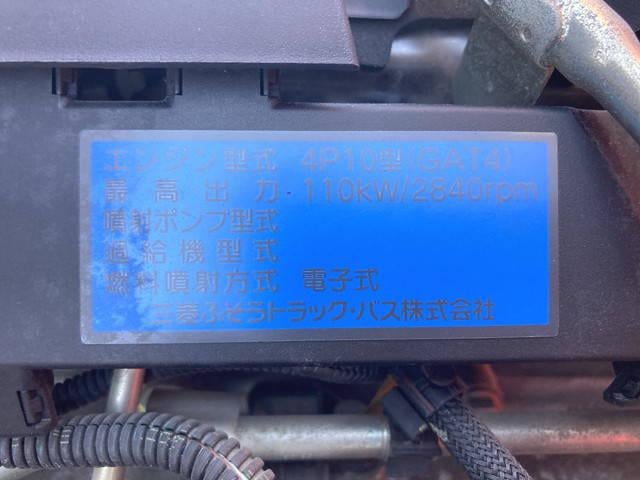 エンジン型式 4P10型(GAT4)
最高出力 110kW/2840rpm
噴射ポンプ型式
過給機型式
燃料噴射方式 電子式
三菱ふそうトラック・バス株式会社